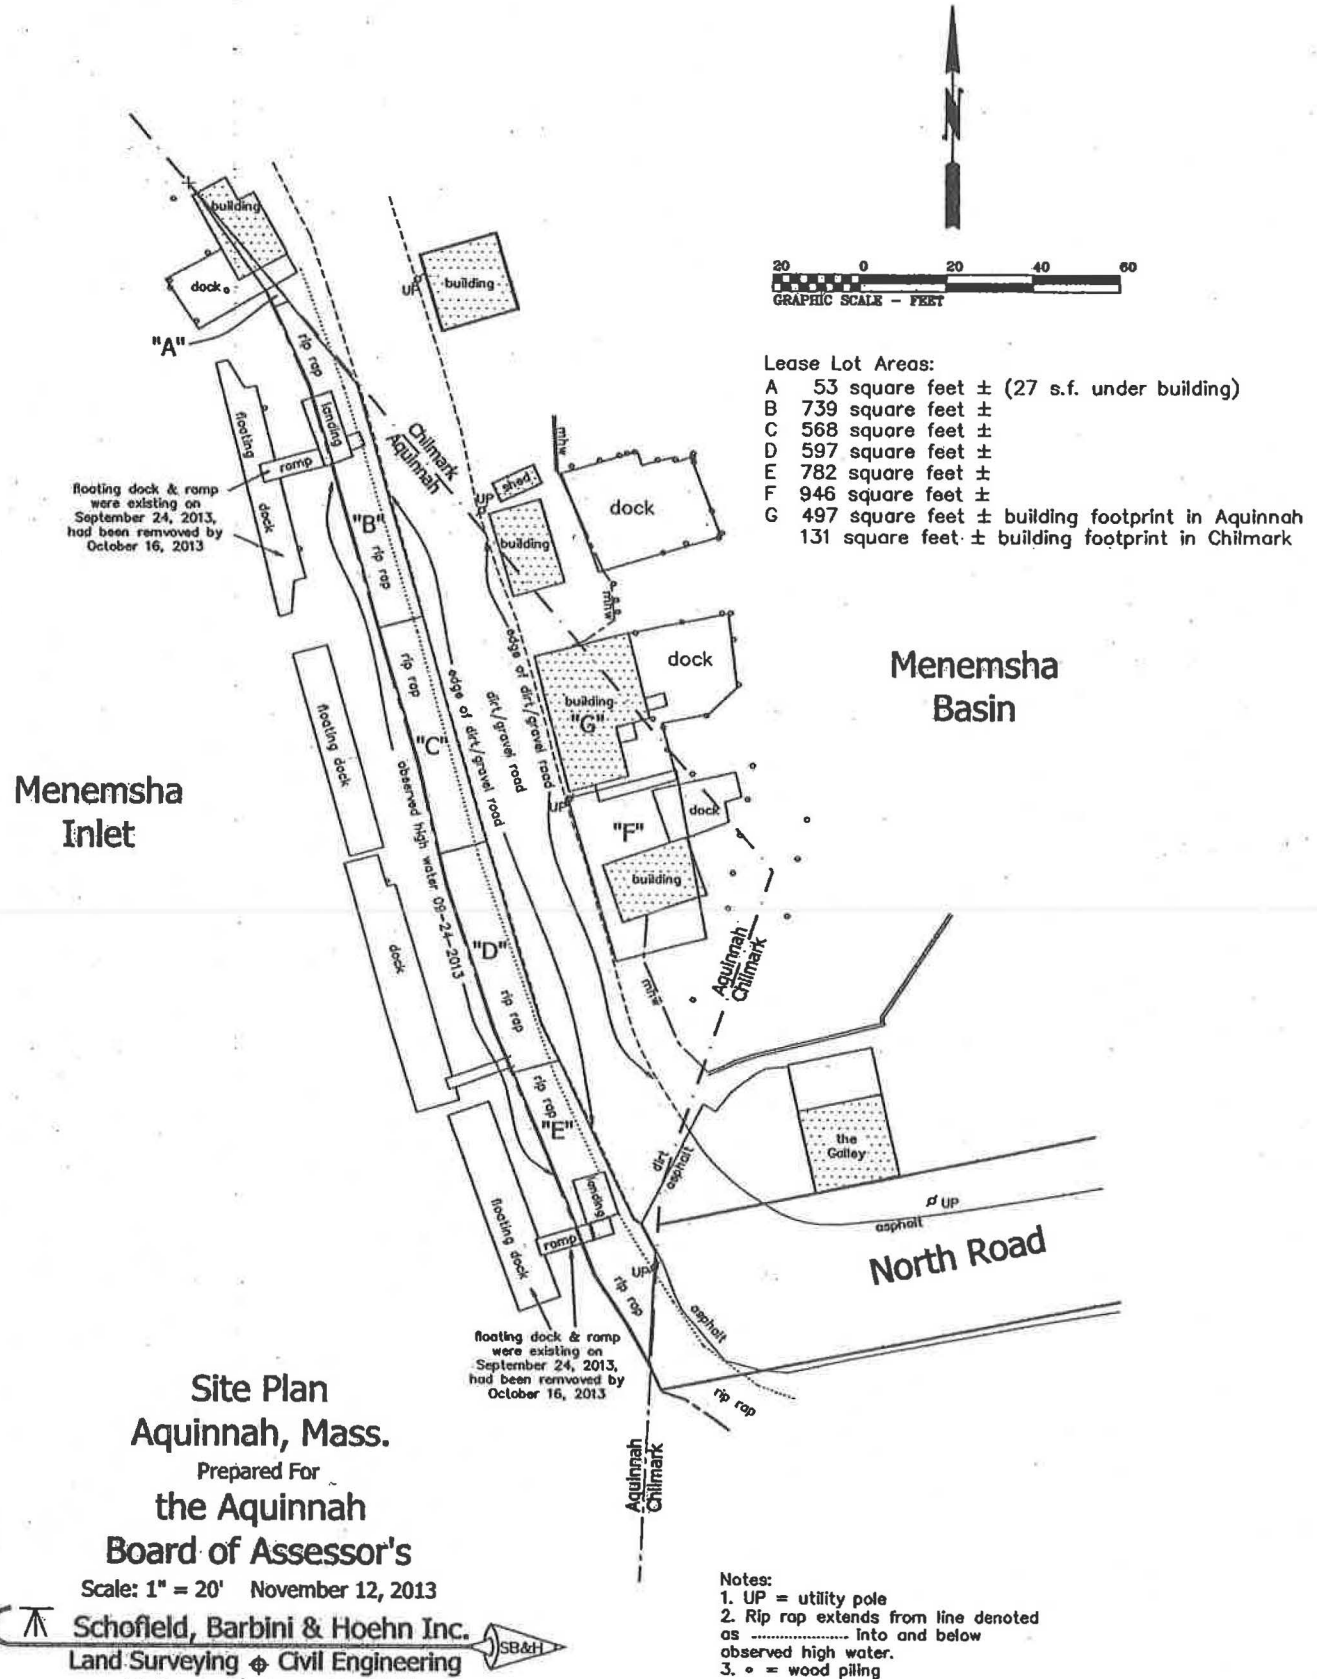 N
20 0 20 40 60
GRAPHIC SCALE - FEET
Lease Lot Areas:
A 53 square feet ± (27 s.f. under building)
B 739 square feet ±
C 568 square feet ±
D 597 square feet ±
E 782 square feet ±
F 946 square feet ±
G 497 square feet ± building footprint in Aquinnah
131 square feet ± building footprint in Chilmark
building
dock
"A"
rip rap
UP
building
floating
dock
landing
ramp
floating dock & ramp
were existing on
September 24, 2013,
had been remvoved by
October 16, 2013
Chilmark
Aquinnah
"B"
rip rap
UP
shed
building
mhw
dock
mhw
rip rap
"C"
edge of dirt/gravel road
dirt/gravel road
edge of dirt/gravel road
building
"G"
dock
Menemsha
Basin
floating dock
Menemsha
Inlet
observed high water 09-24-2013
UP
"F"
dock
building
dock
"D"
rip rap
mhw
Aquinnah
Chilmark
rip rap
"E"
the
Galley
dirt
asphalt
floating dock
landing
ramp
UP
asphalt
North Road
UP
rip rap
asphalt
rip rap
floating dock & ramp
were existing on
September 24, 2013,
had been remvoved by
October 16, 2013
Aquinnah
Chilmark
Site Plan
Aquinnah, Mass.
Prepared For
the Aquinnah
Board of Assessor's
Scale: 1" = 20' November 12, 2013
Schofield, Barbini & Hoehn Inc.
SB&H
Land Surveying Civil Engineering
Notes:
1. UP = utility pole
2. Rip rap extends from line denoted
as ................ into and below
observed high water.
3. o = wood piling